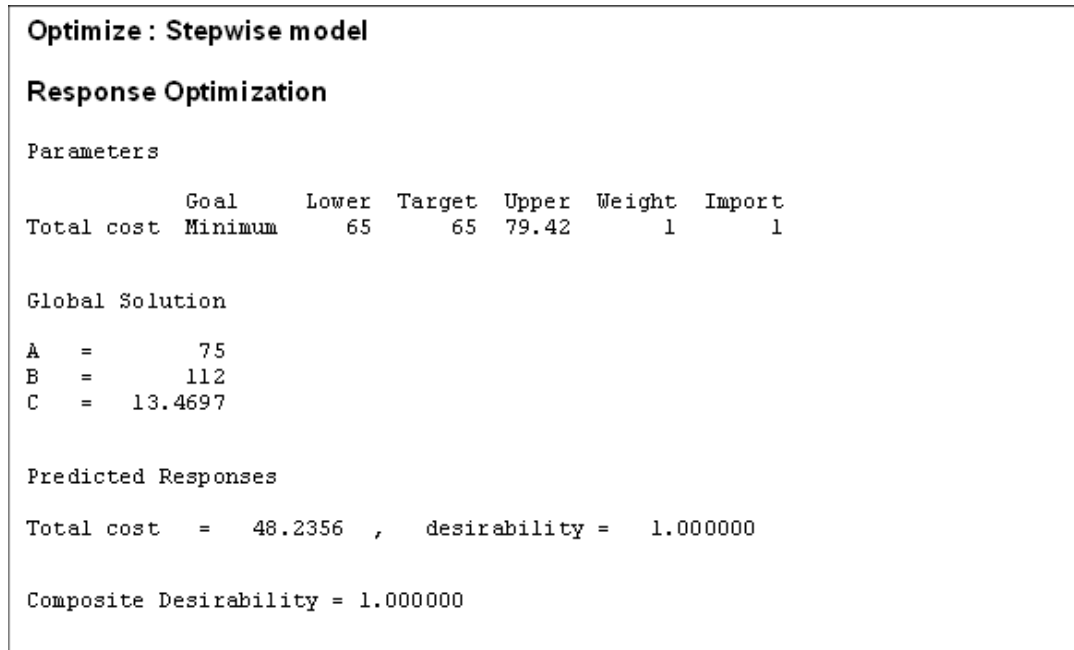 Optimize : Stepwise model
Response Optimization
Parameters
Goal Lower Target Upper Weight Import
Total cost Minimum 65 65 79.42 1 1
Global Solution
A = 75
B = 112
C = 13.4697
Predicted Responses
Total cost = 48.2356 , desirability = 1.000000
Composite Desirability = 1.000000